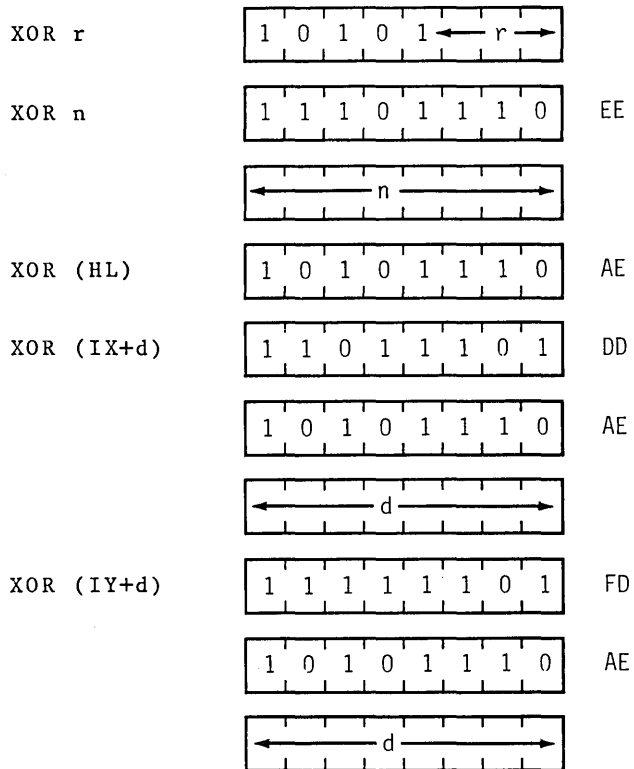 XOR r 1 0 1 0 1 r
XOR n 1 1 1 0 1 1 1 0 EE
n
XOR (HL) 1 0 1 0 1 1 1 0 AE
XOR (IX+d) 1 1 0 1 1 1 0 1 DD
1 0 1 0 1 1 1 0 AE
d
XOR (IY+d) 1 1 1 1 1 1 0 1 FD
1 0 1 0 1 1 1 0 AE
d